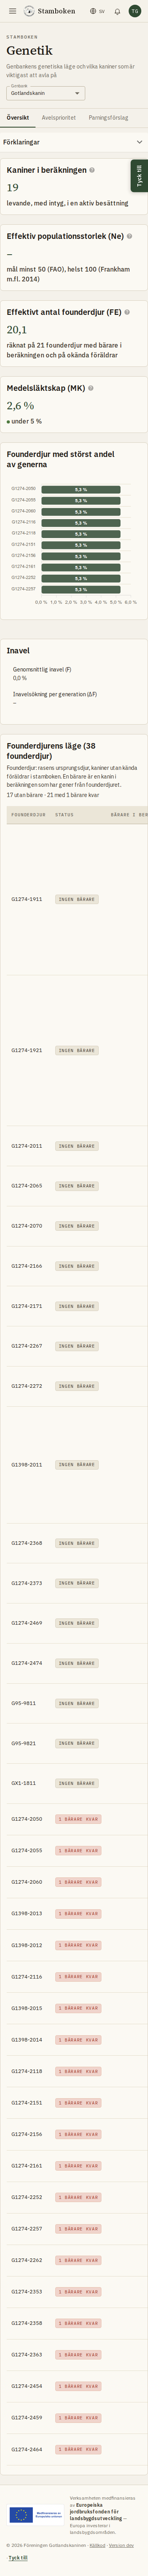 Stamboken
SV
TG
STAMBOKEN
Genetik
Genbankens genetiska läge och vilka kaniner som är
viktigast att avla på
Genbank
Gotlandskanin
Översikt
Avelsprioritet
Parningsförslag
Förklaringar
Tyck till
Kaniner i beräkningen
19
levande, med intyg, i en aktiv besättning
Effektiv populationsstorlek (Ne)
–
mål minst 50 (FAO), helst 100 (Frankham
m.fl. 2014)
Effektivt antal founderdjur (FE)
20,1
räknat på 21 founderdjur med bärare i
beräkningen och på okända föräldrar
Medelsläktskap (MK)
2,6 %
● under 5 %
Founderdjur med störst andel
av generna
G1274-2050 5,3 %
G1274-2055 5,3 %
G1274-2060 5,3 %
G1274-2116 5,3 %
G1274-2118 5,3 %
G1274-2151 5,3 %
G1274-2156 5,3 %
G1274-2161 5,3 %
G1274-2252 5,3 %
G1274-2257 5,3 %
0,0 % 1,0 % 2,0 % 3,0 % 4,0 % 5,0 % 6,0 %
Inavel
Genomsnittlig inavel (F)
0,0 %
Inavelsökning per generation (ΔF)
–
Founderdjurens läge (38
founderdjur)
Founderdjur: rasens ursprungsdjur, kaniner utan kända
föräldrar i stamboken. En bärare är en kanin i
beräkningen som har gener från founderdjuret.
17 utan bärare · 21 med 1 bärare kvar
FOUNDERDJUR STATUS BÄRARE I BER
G1274-1911 INGEN BÄRARE
G1274-1921 INGEN BÄRARE
G1274-2011 INGEN BÄRARE
G1274-2065 INGEN BÄRARE
G1274-2070 INGEN BÄRARE
G1274-2166 INGEN BÄRARE
G1274-2171 INGEN BÄRARE
G1274-2267 INGEN BÄRARE
G1274-2272 INGEN BÄRARE
G1398-2011 INGEN BÄRARE
G1274-2368 INGEN BÄRARE
G1274-2373 INGEN BÄRARE
G1274-2469 INGEN BÄRARE
G1274-2474 INGEN BÄRARE
G95-9811 INGEN BÄRARE
G95-9821 INGEN BÄRARE
GX1-1811 INGEN BÄRARE
G1274-2050 1 BÄRARE KVAR
G1274-2055 1 BÄRARE KVAR
G1274-2060 1 BÄRARE KVAR
G1398-2013 1 BÄRARE KVAR
G1398-2012 1 BÄRARE KVAR
G1274-2116 1 BÄRARE KVAR
G1398-2015 1 BÄRARE KVAR
G1398-2014 1 BÄRARE KVAR
G1274-2118 1 BÄRARE KVAR
G1274-2151 1 BÄRARE KVAR
G1274-2156 1 BÄRARE KVAR
G1274-2161 1 BÄRARE KVAR
G1274-2252 1 BÄRARE KVAR
G1274-2257 1 BÄRARE KVAR
G1274-2262 1 BÄRARE KVAR
G1274-2353 1 BÄRARE KVAR
G1274-2358 1 BÄRARE KVAR
G1274-2363 1 BÄRARE KVAR
G1274-2454 1 BÄRARE KVAR
G1274-2459 1 BÄRARE KVAR
G1274-2464 1 BÄRARE KVAR
Medfinansieras av
Europeiska unionen
Verksamheten medfinansieras
av Europeiska
jordbruksfonden för
landsbygdsutveckling –
Europa investerar i
landsbygdsområden.
© 2026 Föreningen Gotlandskaninen · Källkod · Version dev
· Tyck till